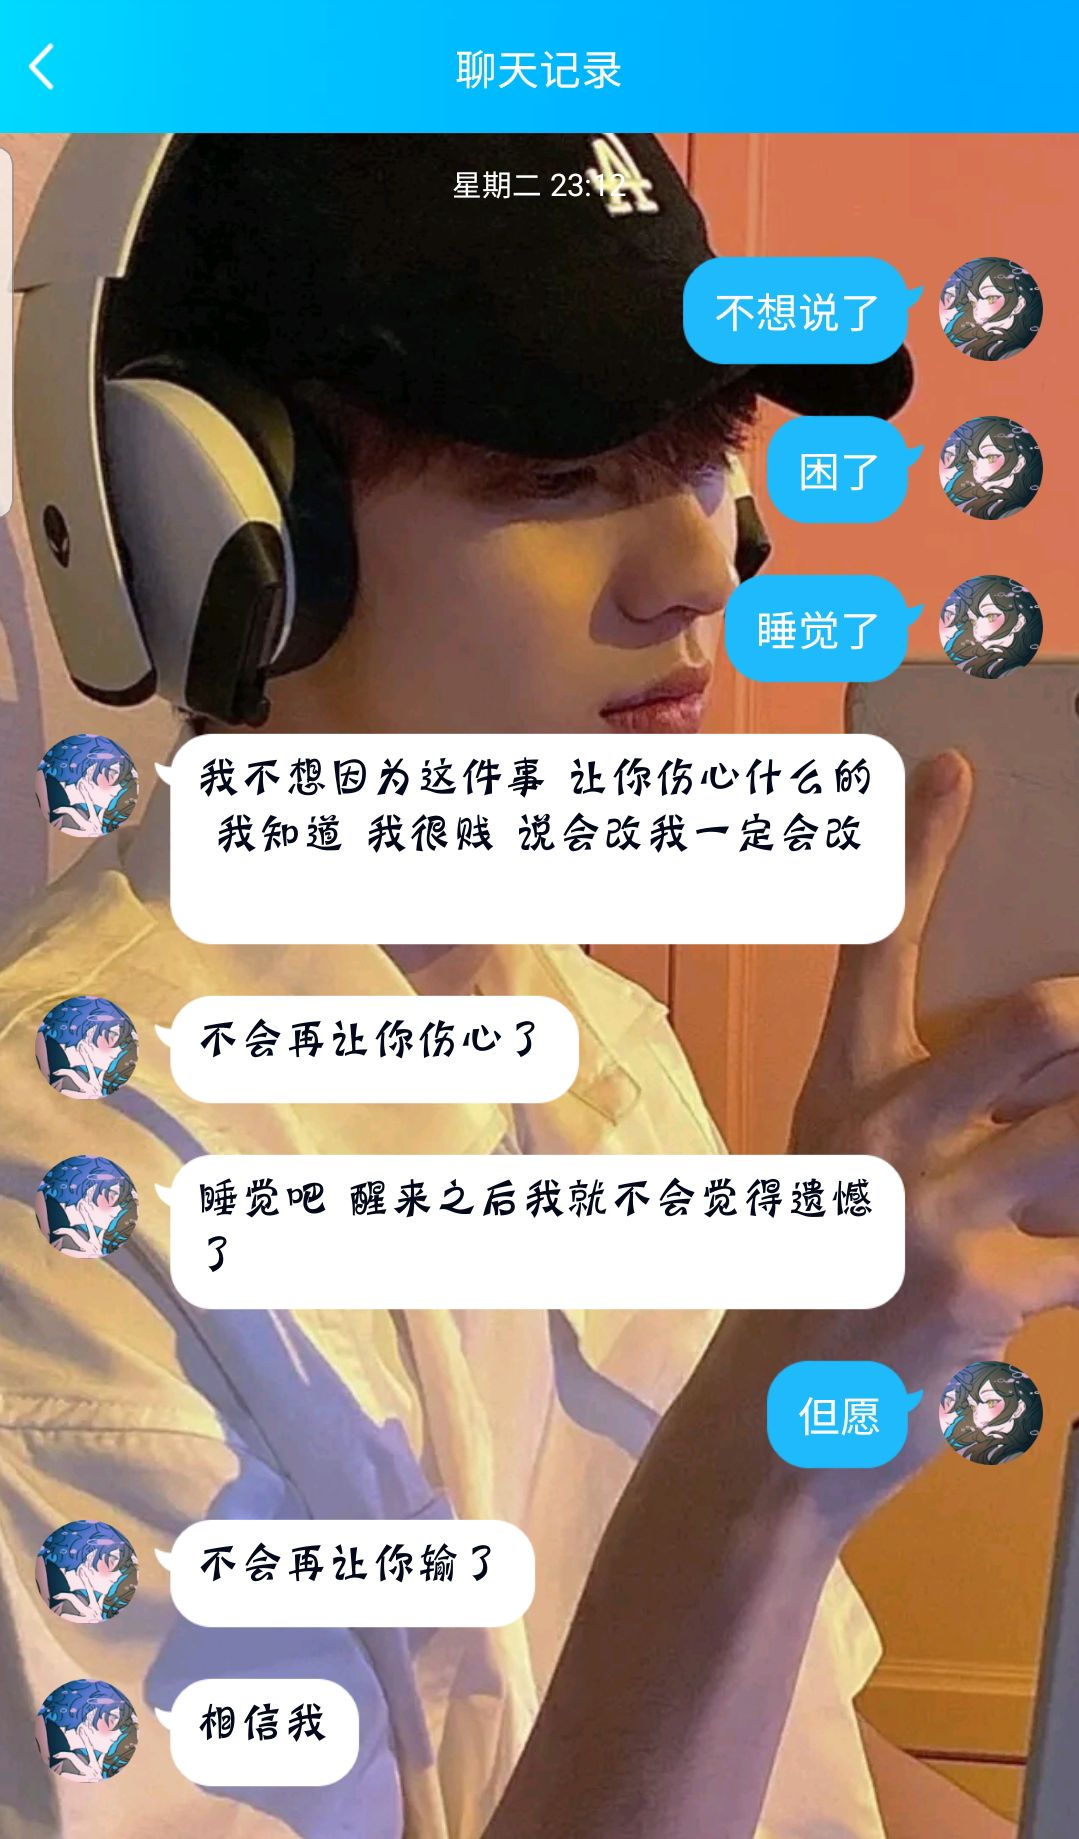 聊天记录
星期二 23:12
不想说了
困了
睡觉了
我不想因为这件事 让你伤心什么的
我知道 我很贱 说会改我一定会改
不会再让你伤心了
睡觉吧 醒来之后我就不会觉得遗憾
了
但愿
不会再让你输了
相信我